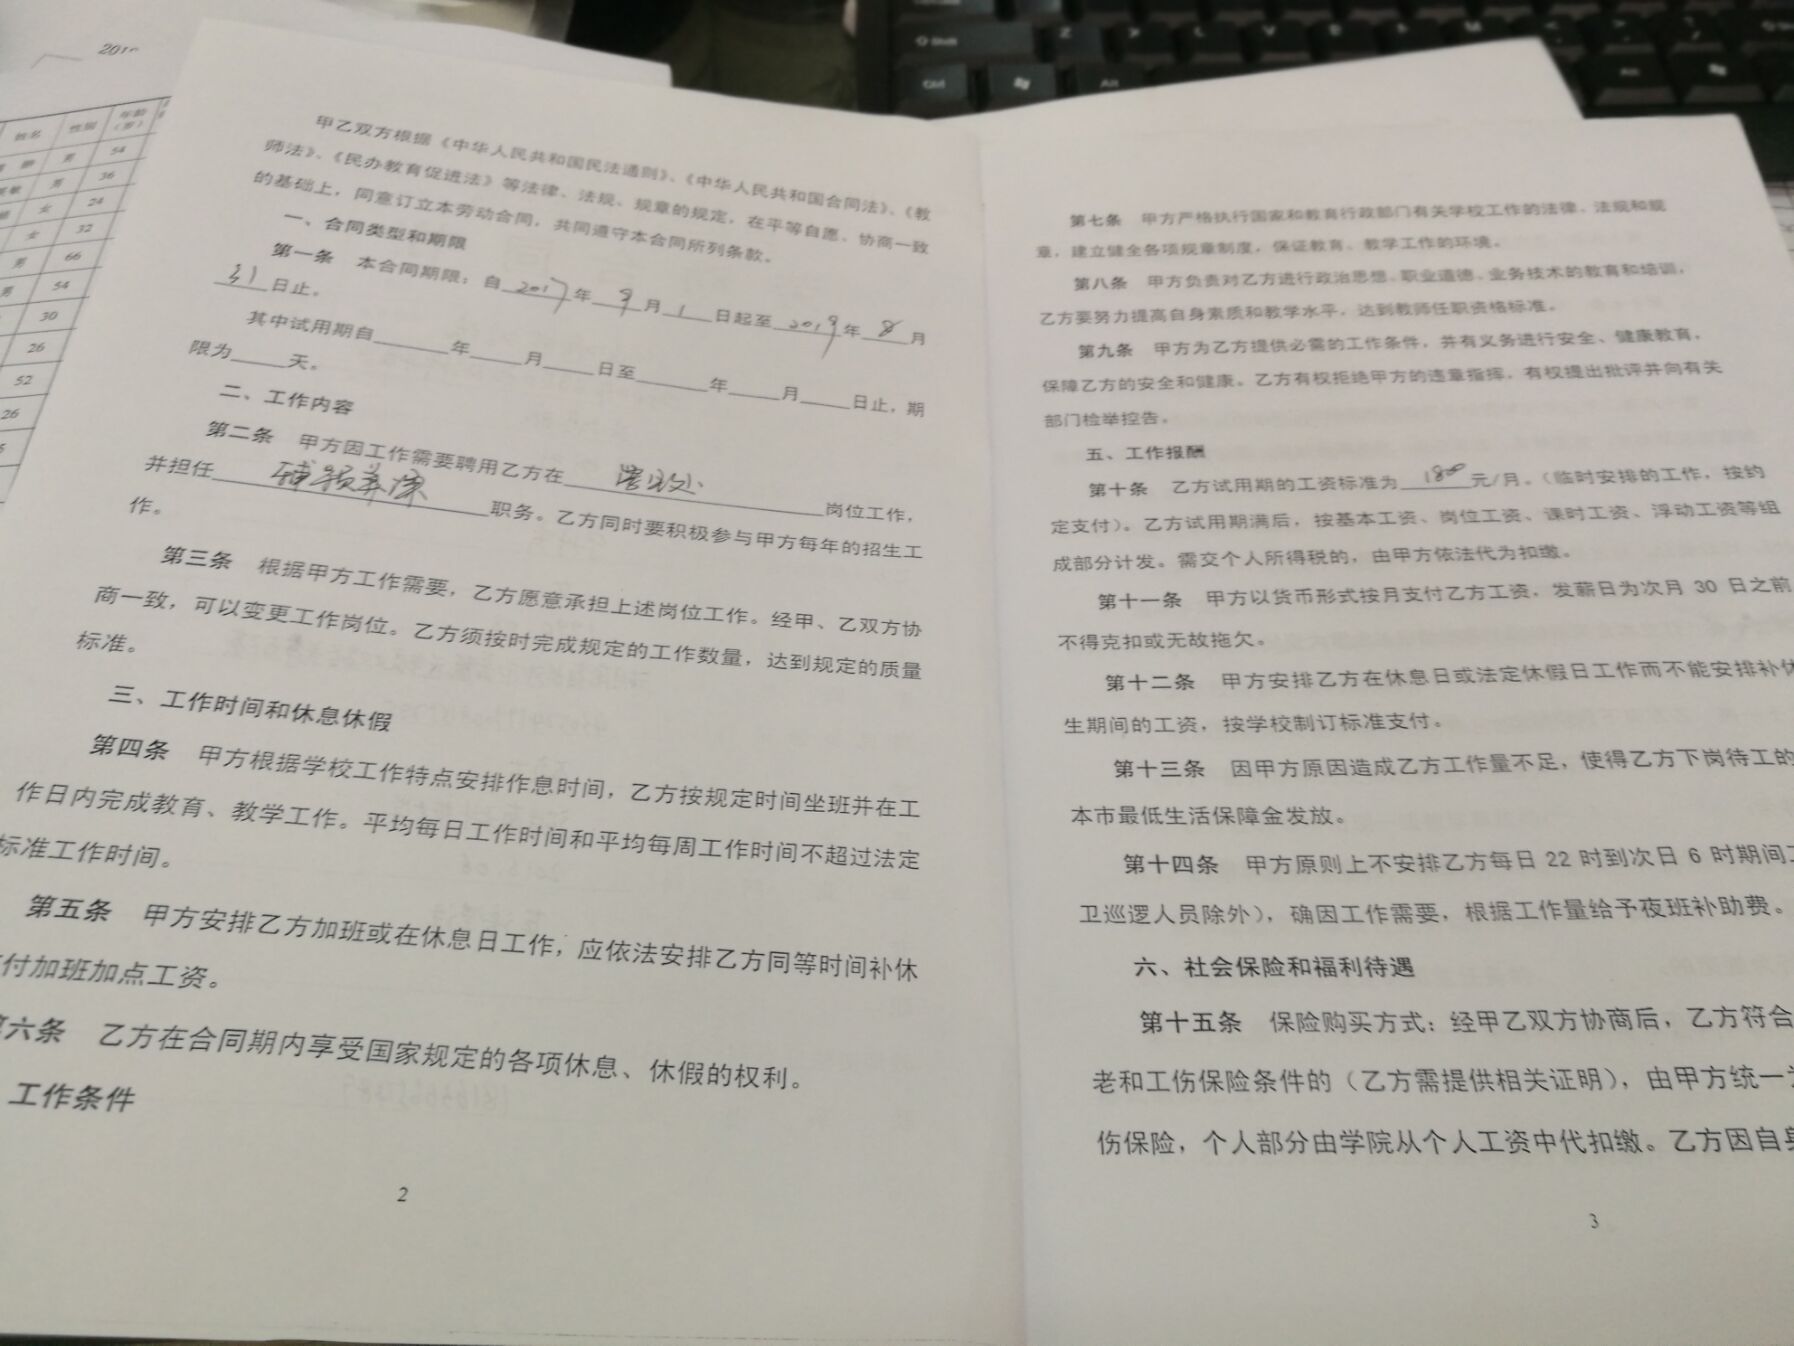 201
姓名 性别 年龄（岁）
男 54
男 36
女 24
女 32
男 66
男 54
30
26
52
26
甲乙双方根据《中华人民共和国民法通则》、《中华人民共和国合同法》、《教
师法》、《民办教育促进法》等法律、法规、规章的规定，在平等自愿、协商一致
的基础上，同意订立本劳动合同，共同遵守本合同所列条款。
一、合同类型和期限
第一条 本合同期限：自2017年9月1日起至2019年8月
31日止。
其中试用期自____年____月____日至____年____月____日止，期
限为____天。
二、工作内容
第二条 甲方因工作需要聘用乙方在 岗位工作，
并担任 职务。乙方同时要积极参与甲方每年的招生工
作。
第三条 根据甲方工作需要，乙方愿意承担上述岗位工作。经甲、乙双方协
商一致，可以变更工作岗位。乙方须按时完成规定的工作数量，达到规定的质量
标准。
三、工作时间和休息休假
第四条 甲方根据学校工作特点安排作息时间，乙方按规定时间坐班并在工
作日内完成教育、教学工作。平均每日工作时间和平均每周工作时间不超过法定
标准工作时间。
第五条 甲方安排乙方加班或在休息日工作，应依法安排乙方同等时间补休
付加班加点工资。
六条 乙方在合同期内享受国家规定的各项休息、休假的权利。
工作条件
2
第七条 甲方严格执行国家和教育行政部门有关学校工作的法律、法规和规
章，建立健全各项规章制度，保证教育、教学工作的环境。
第八条 甲方负责对乙方进行政治思想、职业道德、业务技术的教育和培训，
乙方要努力提高自身素质和教学水平，达到教师任职资格标准。
第九条 甲方为乙方提供必需的工作条件，并有义务进行安全、健康教育，
保障乙方的安全和健康。乙方有权拒绝甲方的违章指挥，有权提出批评并向有关
部门检举控告。
五、工作报酬
第十条 乙方试用期的工资标准为1800元/月。（临时安排的工作，按约
定支付）。乙方试用期满后，按基本工资、岗位工资、课时工资、浮动工资等组
成部分计发。需交个人所得税的，由甲方依法代为扣缴。
第十一条 甲方以货币形式按月支付乙方工资，发薪日为次月 30 日之前
不得克扣或无故拖欠。
第十二条 甲方安排乙方在休息日或法定休假日工作而不能安排补休
生期间的工资，按学校制订标准支付。
第十三条 因甲方原因造成乙方工作量不足，使得乙方下岗待工的
本市最低生活保障金发放。
第十四条 甲方原则上不安排乙方每日 22 时到次日 6 时期间
卫巡逻人员除外），确因工作需要，根据工作量给予夜班补助费。
六、社会保险和福利待遇
第十五条 保险购买方式：经甲乙双方协商后，乙方符合
老和工伤保险条件的（乙方需提供相关证明），由甲方统一
伤保险，个人部分由学院从个人工资中代扣缴。乙方因自身
3